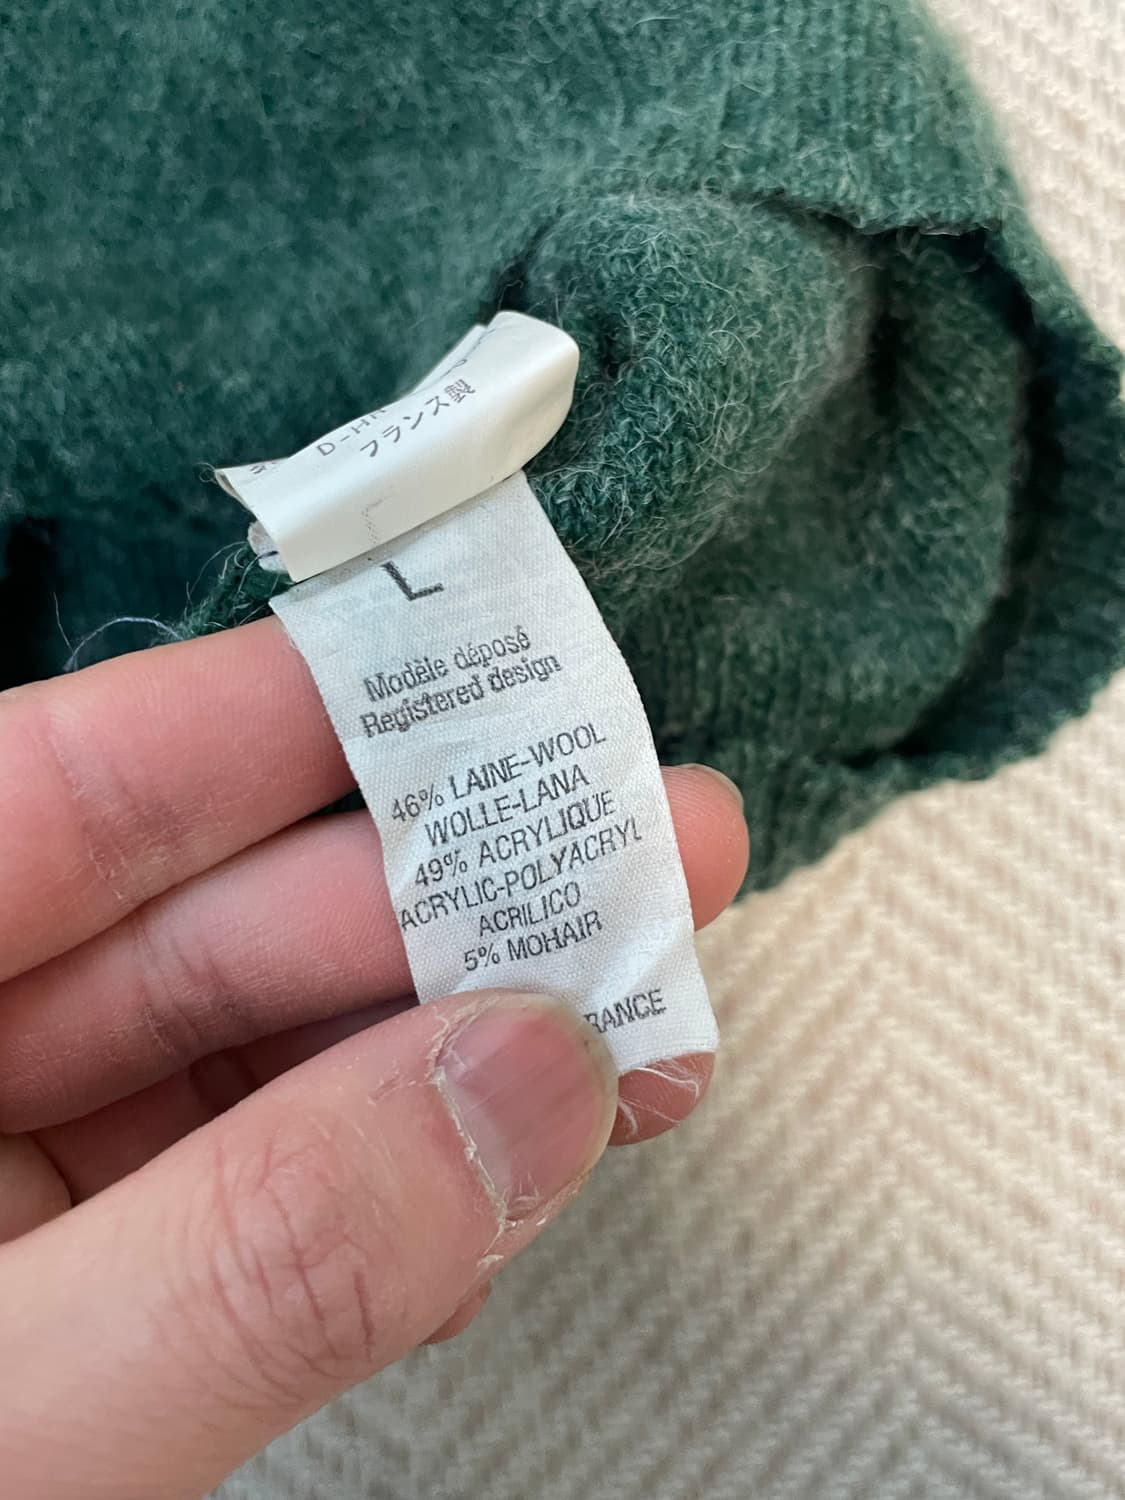 フランス製
L
Modèle déposé
Registered design
46% LAINE-WOOL
WOLLE-LANA
49% ACRYLIQUE
ACRYLIC-POLYACRYL
ACRILICO
5% MOHAIR
RANCE